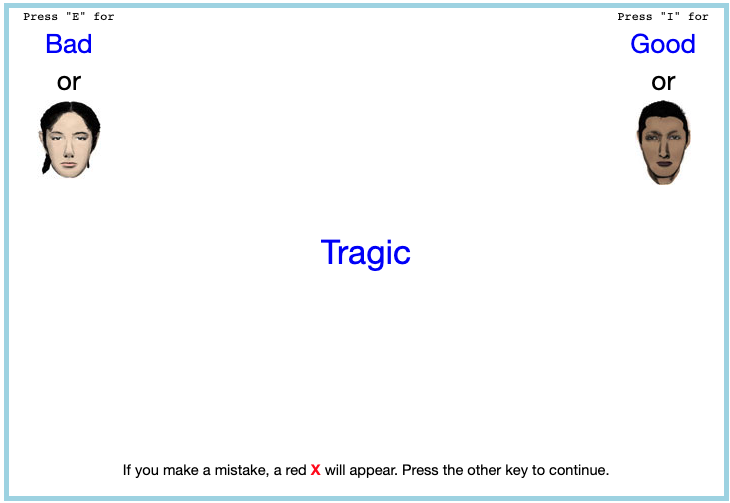 Press "E" for
Bad
or
Press "I" for
Good
or
Tragic
If you make a mistake, a red X will appear. Press the other key to continue.